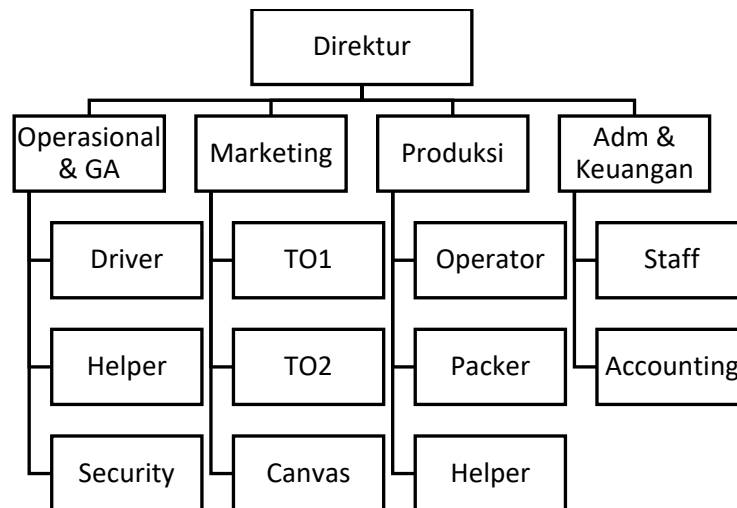 Direktur
Operasional
& GA
Marketing
Produksi
Adm &
Keuangan
Driver
TO1
Operator
Staff
Helper
TO2
Packer
Accounting
Security
Canvas
Helper